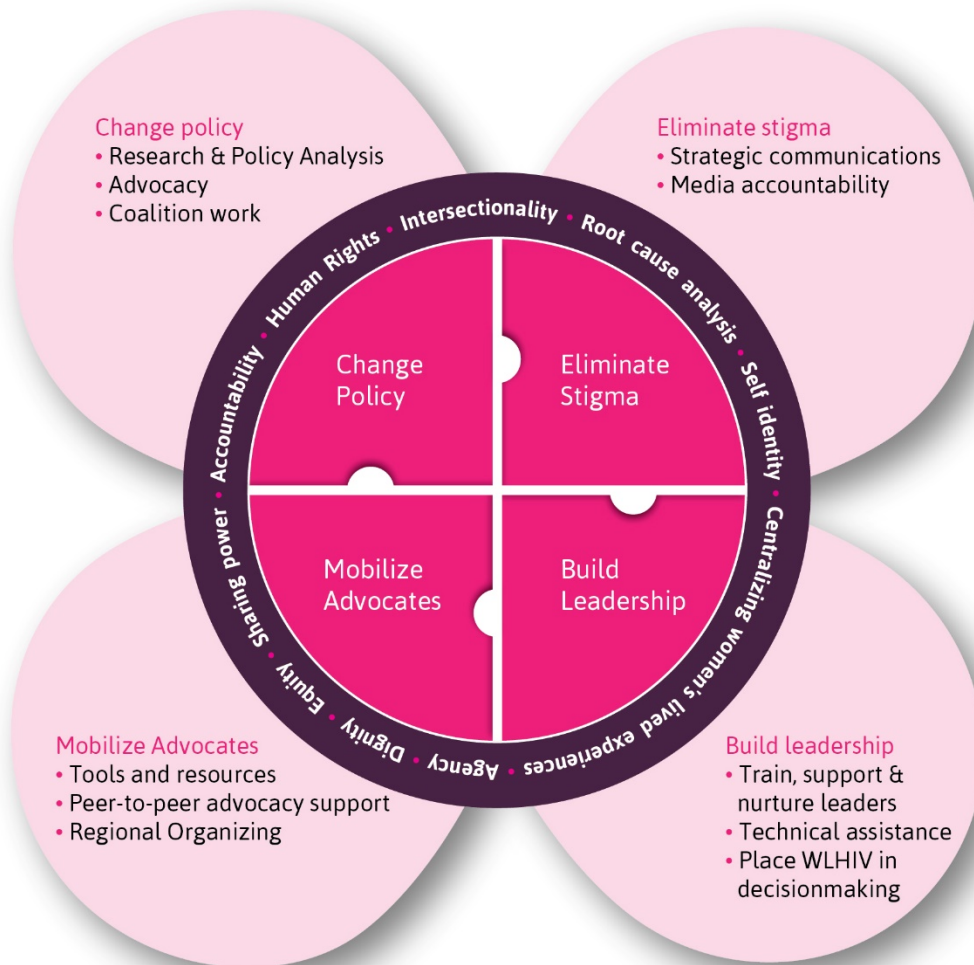 Change policy
• Research & Policy Analysis
• Advocacy
• Coalition work
Eliminate stigma
• Strategic communications
• Media accountability
Accountability • Human Rights • Intersectionality • Root cause analysis • Self identity • Centralizing women's lived experiences • Agency • Dignity • Equity • Sharing power •
Change
Policy
Eliminate
Stigma
Mobilize
Advocates
Build
Leadership
Mobilize Advocates
• Tools and resources
• Peer-to-peer advocacy support
• Regional Organizing
Build leadership
• Train, support &
nurture leaders
• Technical assistance
• Place WLHIV in
decisionmaking